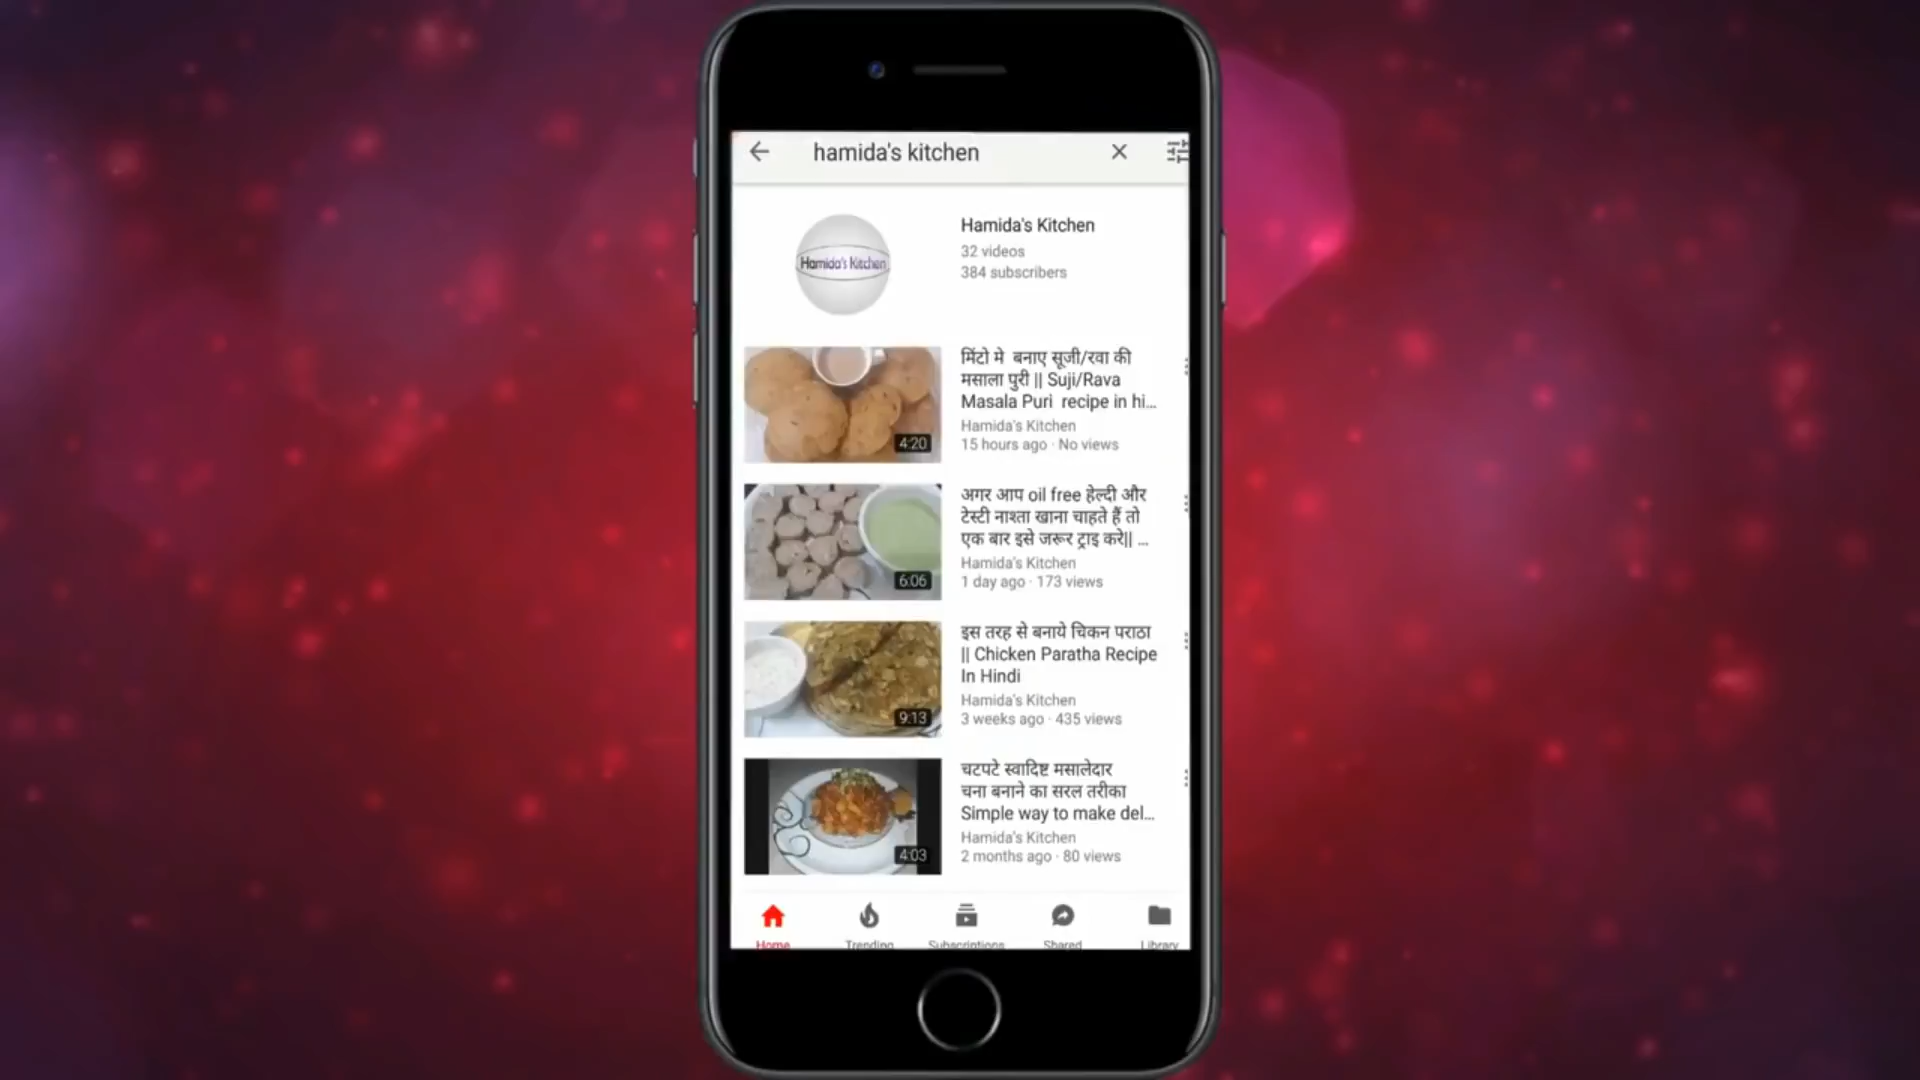 hamida's kitchen
Hamida's Kitchen
Hamida's Kitchen
32 videos
384 subscribers
मिंटो मे बनाए सूजी/रवा की
मसाला पुरी || Suji/Rava
Masala Puri recipe in hi...
Hamida's Kitchen
15 hours ago · No views
4:20
अगर आप oil free हेल्दी और
टेस्टी नाश्ता खाना चाहते हैं तो
एक बार इसे जरूर ट्राइ करे|| ...
Hamida's Kitchen
1 day ago · 173 views
6:06
इस तरह से बनाये चिकन पराठा
|| Chicken Paratha Recipe
In Hindi
Hamida's Kitchen
3 weeks ago · 435 views
9:13
चटपटे स्वादिष्ट मसालेदार
चना बनाने का सरल तरीका
Simple way to make del...
Hamida's Kitchen
2 months ago · 80 views
4:03
Home Trending Subscriptions Shared Library